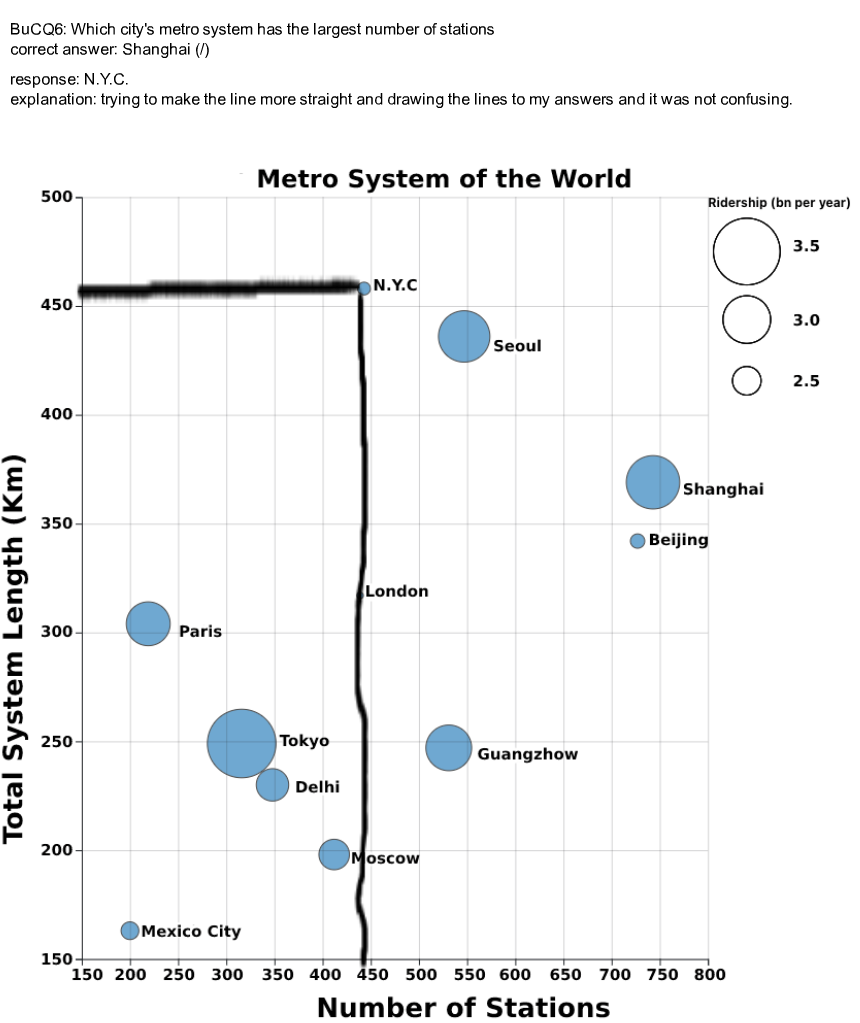 BuCQ6: Which city's metro system has the largest number of stations
correct answer: Shanghai (/)
response: N.Y.C.
explanation: trying to make the line more straight and drawing the lines to my answers and it was not confusing.
Metro System of the World
Ridership (bn per year)
3.5
3.0
2.5
Total System Length (Km)
500
450
400
350
300
250
200
150
N.Y.C
Seoul
Shanghai
Beijing
London
Paris
Tokyo
Guangzhow
Delhi
Moscow
Mexico City
150 200 250 300 350 400 450 500 550 600 650 700 750 800
Number of Stations